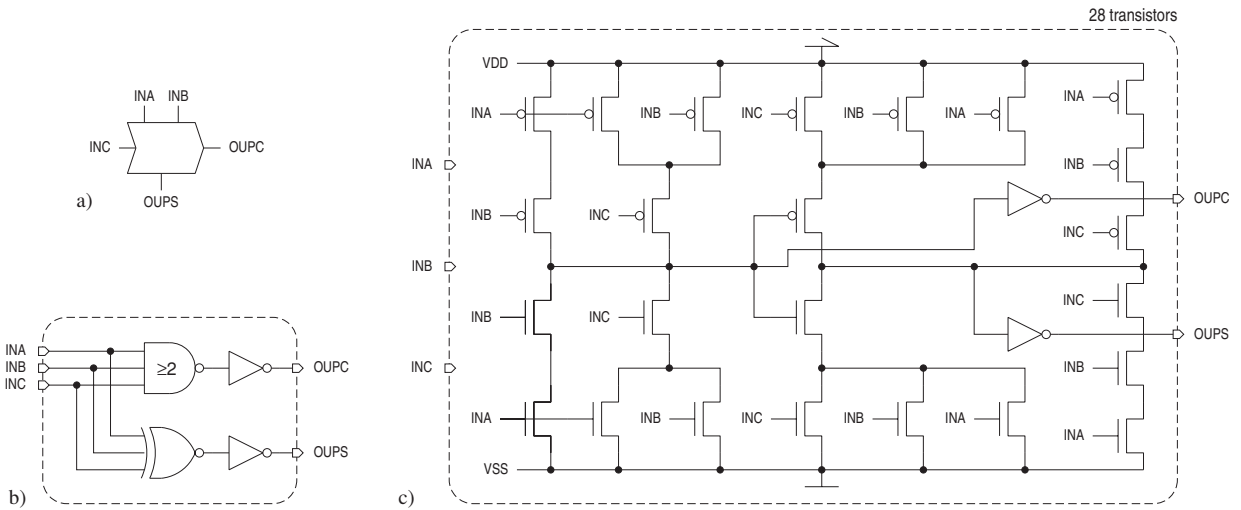 28 transistors
INA INB
INC OUPC
OUPS
a)
INA
INB
INC
≥2
OUPC
OUPS
b)
VDD
INA INB INC INB INA INA
INA
INB
OUPC
INB INC
INC
INB
INC
INB INC
OUPS
INC
INB
INA INB INC INB INA
INA
VSS
c)